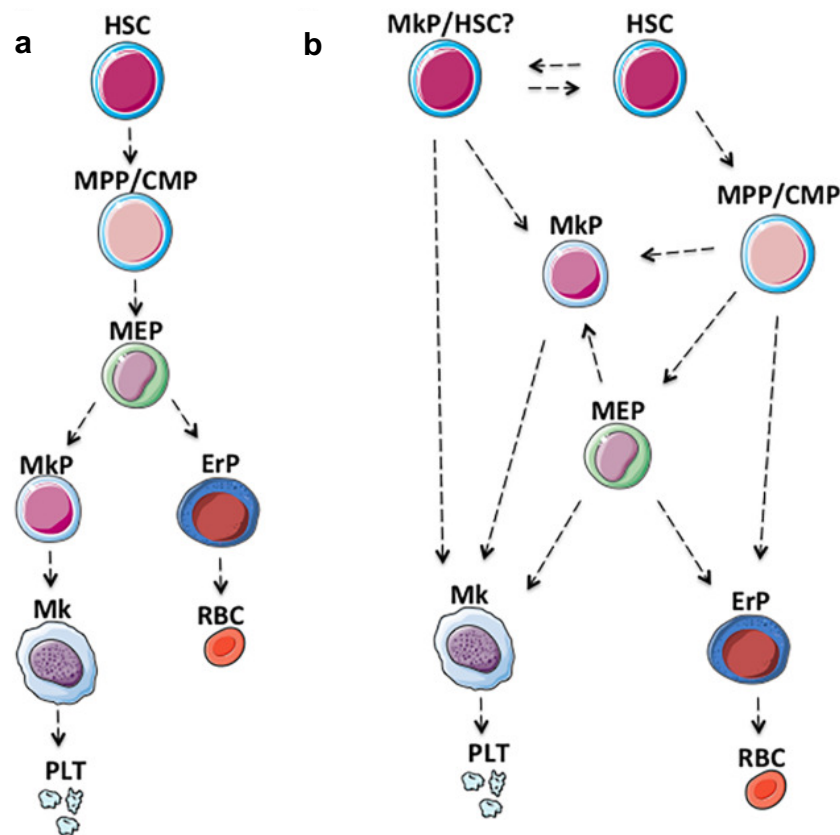 a
HSC
MPP/CMP
MEP
MkP
ErP
Mk
RBC
PLT
b
MkP/HSC?
HSC
MPP/CMP
MkP
MEP
Mk
ErP
PLT
RBC